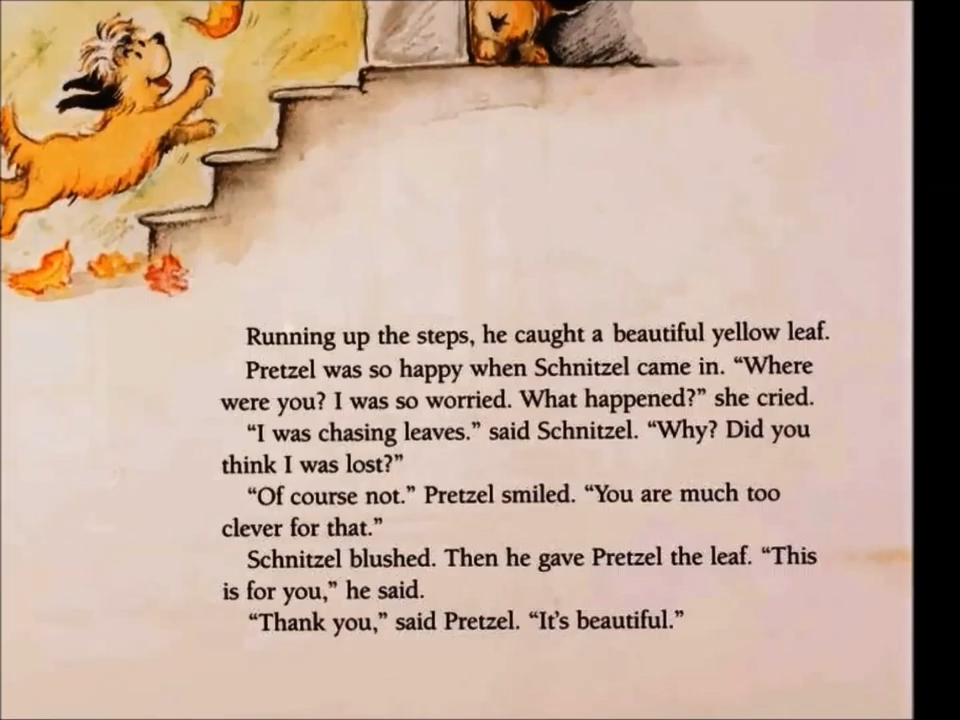 Running up the steps, he caught a beautiful yellow leaf.
Pretzel was so happy when Schnitzel came in. “Where
were you? I was so worried. What happened?” she cried.
“I was chasing leaves.” said Schnitzel. “Why? Did you
think I was lost?”
“Of course not.” Pretzel smiled. “You are much too
clever for that.”
Schnitzel blushed. Then he gave Pretzel the leaf. “This
is for you,” he said.
“Thank you,” said Pretzel. “It’s beautiful.”